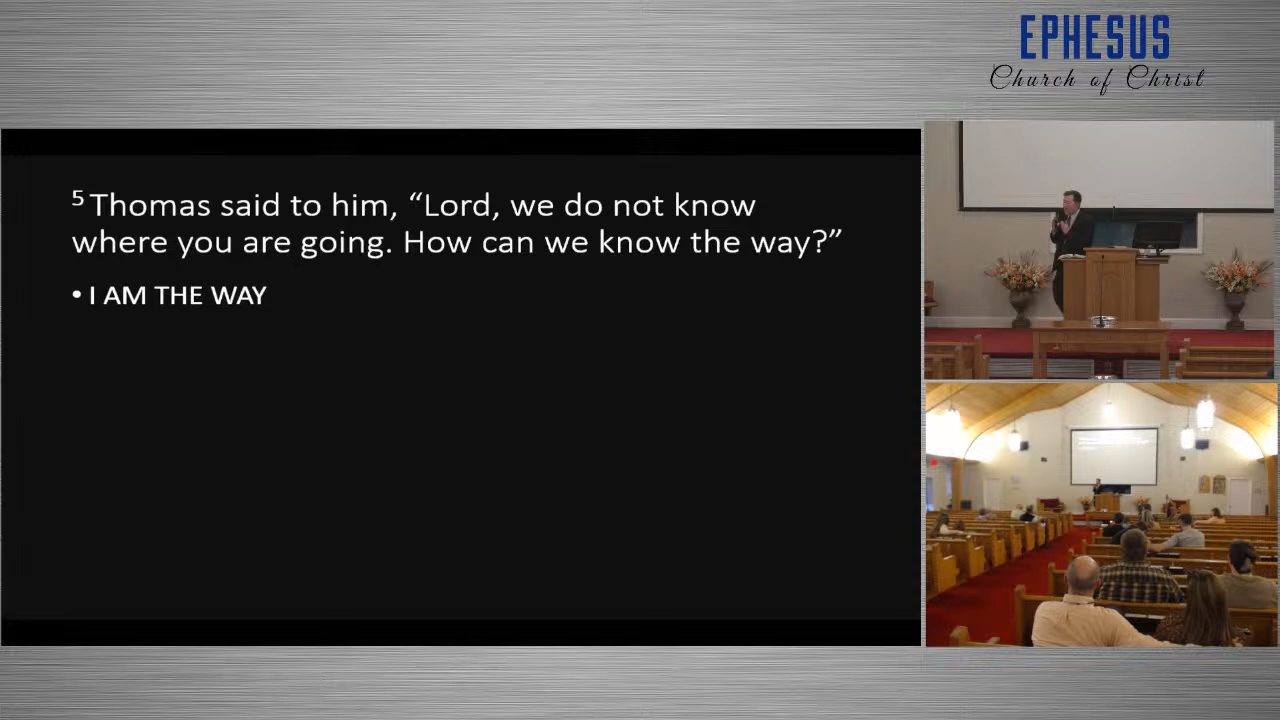 EPHESUS
Church of Christ
5 Thomas said to him, “Lord, we do not know
where you are going. How can we know the way?”
• I AM THE WAY